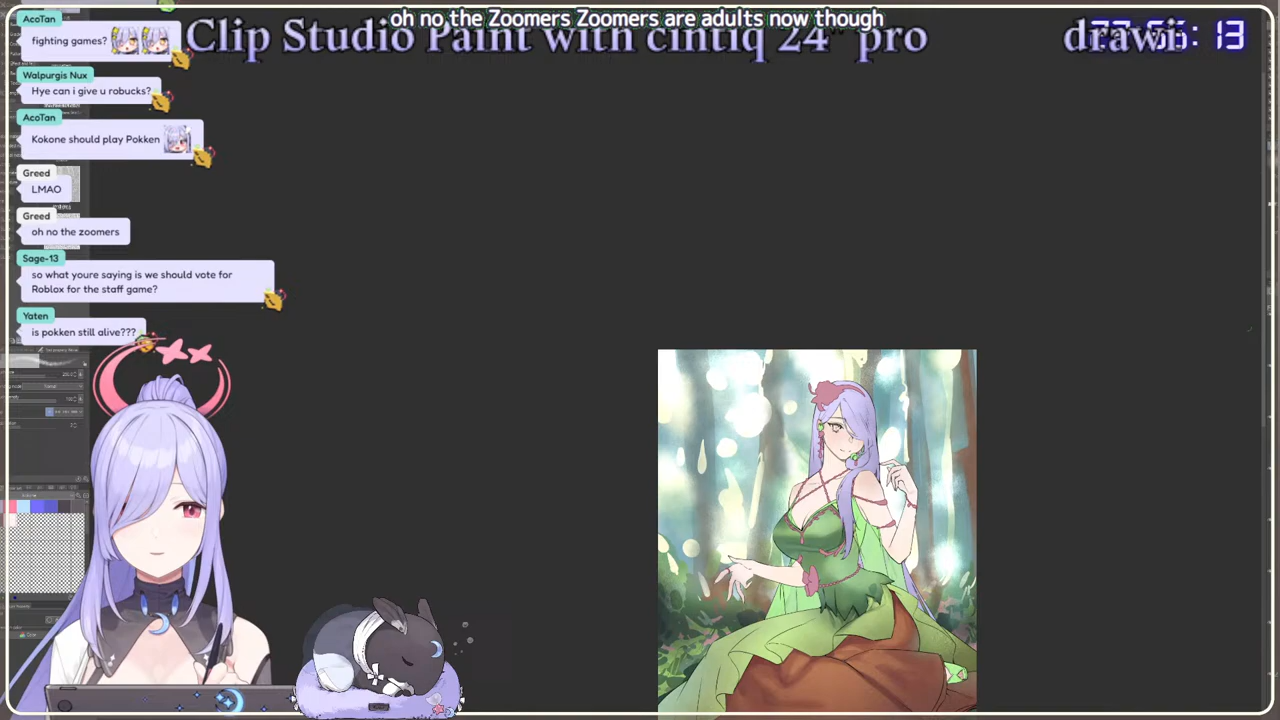 oh no the Zoomers Zoomers are adults now though
Clip Studio Paint with cintiq 24" pro
drawi
: 13
AcoTan
fighting games?
Walpurgis Nux
Hye can i give u robucks?
AcoTan
Kokone should play Pokken
Greed
LMAO
Greed
oh no the zoomers
Sage-13
so what youre saying is we should vote for
Roblox for the staff game?
Yaten
is pokken still alive???